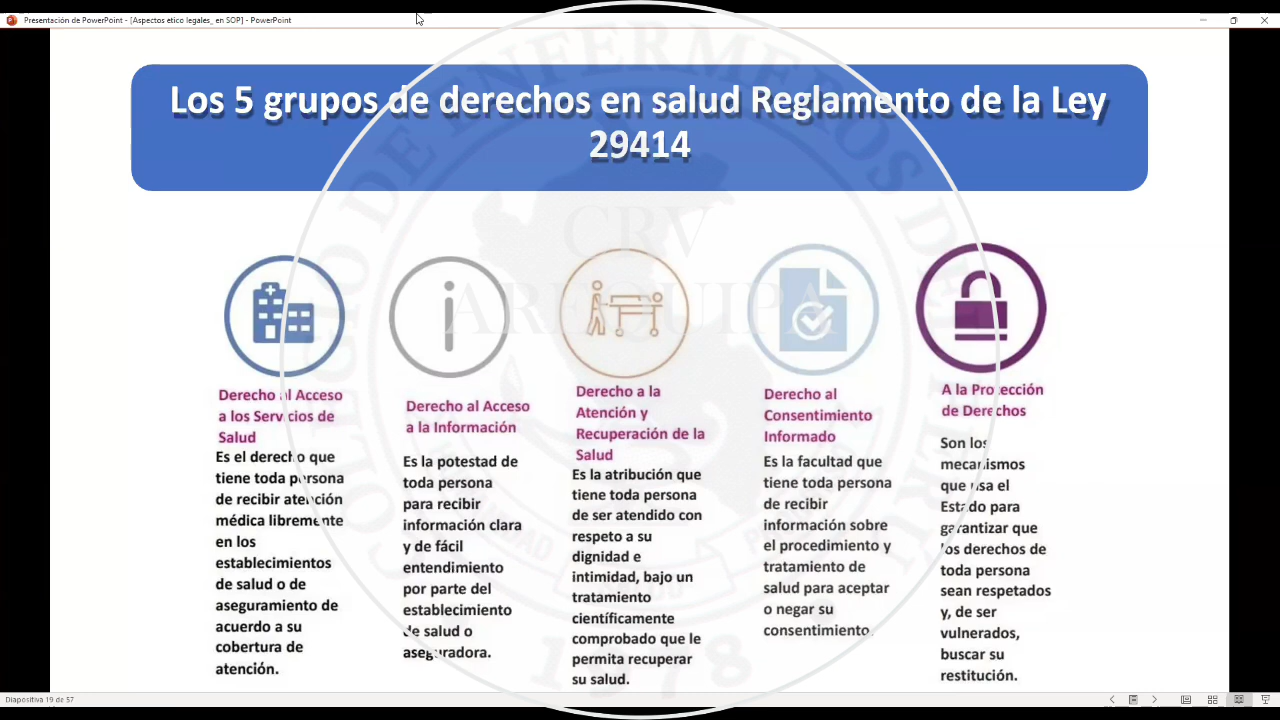 Presentación de PowerPoint - [Aspectos etico legales_ en SOP] - PowerPoint
Los 5 grupos de derechos en salud Reglamento de la Ley
29414
COLEGIO DE ENFERMEROS DEL PERU
CRV
AREQUIPA
1978
Derecho al Acceso
a los Servicios de
Salud
Es el derecho que
tiene toda persona
de recibir atención
médica libremente
en los
establecimientos
de salud o de
aseguramiento de
acuerdo a su
cobertura de
atención.
Derecho al Acceso
a la Información
Es la potestad de
toda persona
para recibir
información clara
y de fácil
entendimiento
por parte del
establecimiento
de salud o
aseguradora.
Derecho a la
Atención y
Recuperación de la
Salud
Es la atribución que
tiene toda persona
de ser atendido con
respeto a su
dignidad e
intimidad, bajo un
tratamiento
científicamente
comprobado que le
permita recuperar
su salud.
Derecho al
Consentimiento
Informado
Es la facultad que
tiene toda persona
de recibir
información sobre
el procedimiento y
tratamiento de
salud para aceptar
o negar su
consentimiento.
A la Protección
de Derechos
Son los
mecanismos
que usa el
Estado para
garantizar que
los derechos de
toda persona
sean respetados
y, de ser
vulnerados,
buscar su
restitución.
Diapositiva 19 de 57